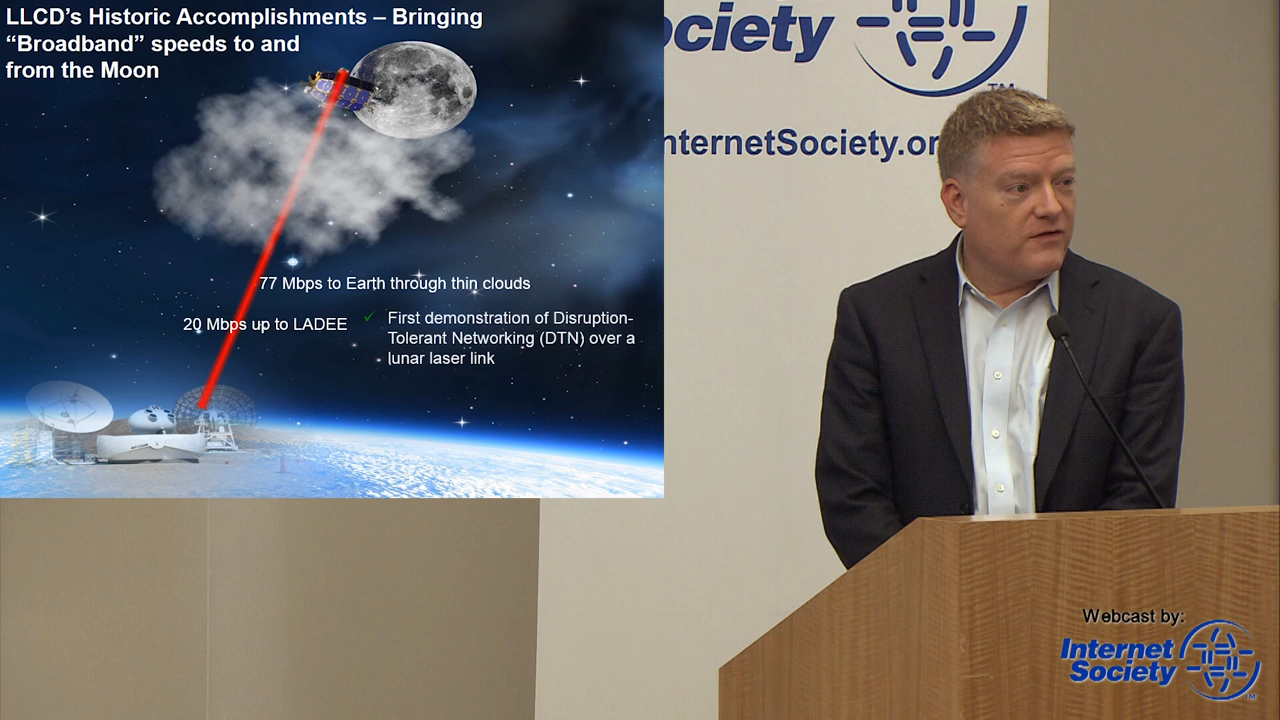 LLCD's Historic Accomplishments – Bringing
“Broadband” speeds to and
from the Moon
77 Mbps to Earth through thin clouds
20 Mbps up to LADEE
✓ First demonstration of Disruption-
Tolerant Networking (DTN) over a
lunar laser link
ociety
TM
nternetSociety.or
Webcast by:
Internet
Society
TM